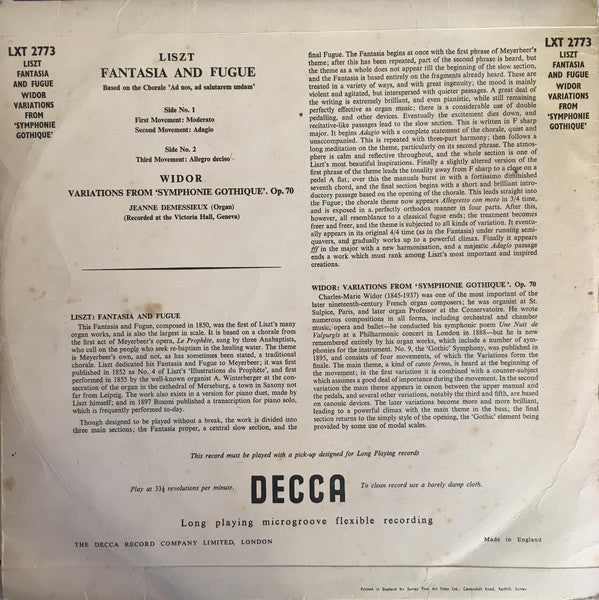 LXT 2773
LISZT
FANTASIA
AND FUGUE
WIDOR
VARIATIONS
FROM
'SYMPHONIE
GOTHIQUE'
LISZT
FANTASIA AND FUGUE
Based on the Chorale 'Ad nos, ad salutarem undam'
Side No. 1
First Movement: Moderato
Second Movement: Adagio
Side No. 2
Third Movement: Allegro deciso
WIDOR
VARIATIONS FROM 'SYMPHONIE GOTHIQUE'. Op. 70
JEANNE DEMESSIEUX (Organ)
(Recorded at the Victoria Hall, Geneva)
LISZT: FANTASIA AND FUGUE
This Fantasia and Fugue, composed in 1850, was the first of Liszt's many
organ works, and is also the largest in scale. It is based on a chorale from
the first act of Meyerbeer's opera, Le Prophète, sung by three Anabaptists,
who call on the people who seek re-baptism in the healing water. The theme
is Meyerbeer's own, and not, as has sometimes been stated, a traditional
chorale. Liszt dedicated his Fantasia and Fugue to Meyerbeer; it was first
published in 1852 as No. 4 of Liszt's 'Illustrations du Prophète', and first
performed in 1855 by the well-known organist A. Winterberger at the con-
secration of the organ in the cathedral of Merseburg, a town in Saxony not
far from Leipzig. The work also exists in a version for piano duet, made by
Liszt himself; and in 1897 Busoni published a transcription for piano solo,
which is frequently performed to-day.
Though designed to be played without a break, the work is divided into
three main sections; the Fantasia proper, a central slow section, and the
final Fugue. The Fantasia begins at once with the first phrase of Meyerbeer's
theme; after this has been repeated, part of the second phrase is heard, but
the theme as a whole does not appear till the beginning of the slow section,
and the Fantasia is based entirely on the fragments already heard. These are
treated in a variety of ways, and with great ingenuity; the mood is mainly
violent and agitated, but interspersed with quieter passages. A great deal of
the writing is extremely brilliant, and even pianistic, while still remaining
perfectly effective as organ music; there is a considerable use of double
pedalling, and other devices. Eventually the excitement dies down, and
recitative-like passages lead to the slow section. This is written in F sharp
major. It begins Adagio with a complete statement of the chorale, quiet and
unaccompanied. This is repeated with three-part harmony; then follows a
long meditation on the theme, particularly on its second phrase. The atmos-
phere is calm and reflective throughout, and the whole section is one of
Liszt's most beautiful inspirations. Finally a slightly altered version of the
first phrase of the theme leads the tonality away from F sharp to a close on a
pedal A flat; over this the manuals burst in with a fortissimo diminished
seventh chord, and the final section begins with a short and brilliant intro-
ductory passage based on the opening of the chorale. This leads straight into
the Fugue; the chorale theme now appears Allegretto con moto in 3/4 time,
and is exposed in a perfectly orthodox manner in four parts. After this,
however, all resemblance to a classical fugue ends; the treatment becomes
freer and freer, and the theme is subjected to all kinds of variation. It eventu-
ally appears in its original 4/4 time (as in the Fantasia) under running semi-
quavers, and gradually works up to a powerful climax. Finally it appears
fff in the major with a new harmonisation, and a majestic Adagio passage
ends a work which must rank among Liszt's most important and inspired
creations.
WIDOR: VARIATIONS FROM 'SYMPHONIE GOTHIQUE'. Op. 70
Charles-Marie Widor (1845-1937) was one of the most important of the
later nineteenth-century French organ composers; he was organist at St.
Sulpice, Paris, and later organ Professor at the Conservatoire. He wrote
numerous compositions in all forms, including orchestral and chamber
music, opera and ballet—he conducted his symphonic poem Une Nuit de
Valpurgis at a Philharmonic concert in London in 1888—but he is now
remembered entirely by his organ works, which include a number of sym-
phonies for the instrument. No. 9, the 'Gothic' Symphony, was published in
1895, and consists of four movements, of which the Variations form the
finale. The main theme, a kind of canto fermo, is heard at the beginning of
the movement; in the first variation it is combined with a counter-subject
which assumes a good deal of importance during the movement. In the second
variation the main theme appears in canon between the upper manual and
the pedals, and several other variations, notably the third and fifth, are based
on canonic devices. The later variations become more and more brilliant,
leading to a powerful climax with the main theme in the bass; the final
section returns to the simply style of the opening, the 'Gothic' element being
provided by some use of modal scales.
LXT 2773
LISZT
FANTASIA
AND FUGUE
WIDOR
VARIATIONS
FROM
'SYMPHONIE
GOTHIQUE'
This record must be played with a pick-up designed for Long Playing records
Play at 33⅓ revolutions per minute.
DECCA
To clean record use a barely damp cloth.
Long playing microgroove flexible recording
THE DECCA RECORD COMPANY LIMITED, LONDON
Made in England
Printed in England by Surrey Fine Art Press Ltd., Cavendish Road, Redhill, Surrey